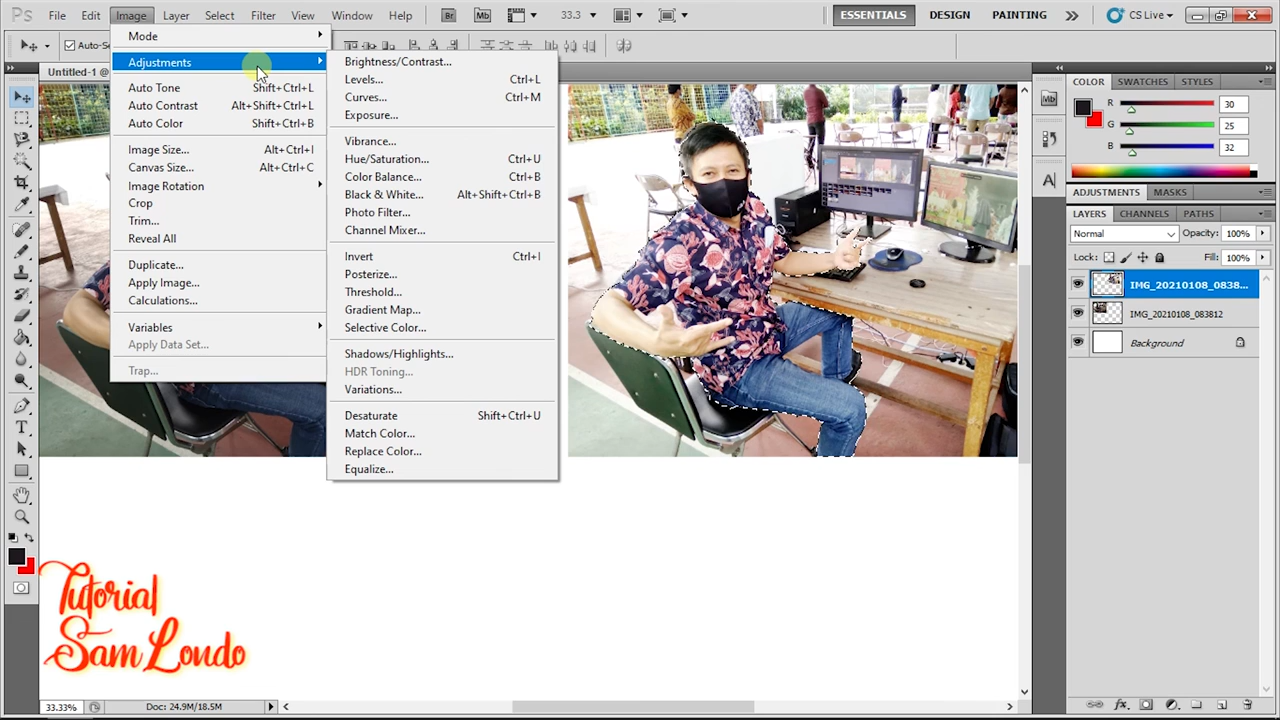 Ps File Edit Image Layer Select Filter View Window Help Br Mb 33.3 ESSENTIALS DESIGN PAINTING CS Live
Auto-Se
Untitled-1 @
Mode
Adjustments
Auto Tone Shift+Ctrl+L
Auto Contrast Alt+Shift+Ctrl+L
Auto Color Shift+Ctrl+B
Image Size... Alt+Ctrl+I
Canvas Size... Alt+Ctrl+C
Image Rotation
Crop
Trim...
Reveal All
Duplicate...
Apply Image...
Calculations...
Variables
Apply Data Set...
Trap...
Brightness/Contrast...
Levels... Ctrl+L
Curves... Ctrl+M
Exposure...
Vibrance...
Hue/Saturation... Ctrl+U
Color Balance... Ctrl+B
Black & White... Alt+Shift+Ctrl+B
Photo Filter...
Channel Mixer...
Invert Ctrl+I
Posterize...
Threshold...
Gradient Map...
Selective Color...
Shadows/Highlights...
HDR Toning...
Variations...
Desaturate Shift+Ctrl+U
Match Color...
Replace Color...
Equalize...
Mb
A
COLOR SWATCHES STYLES
R 30
G 25
B 32
ADJUSTMENTS MASKS
LAYERS CHANNELS PATHS
Normal Opacity: 100%
Lock: Fill: 100%
IMG_20210108_0838...
IMG_20210108_083812
Background
Tutorial
Sam Londo
33.33% Doc: 24.9M/18.5M